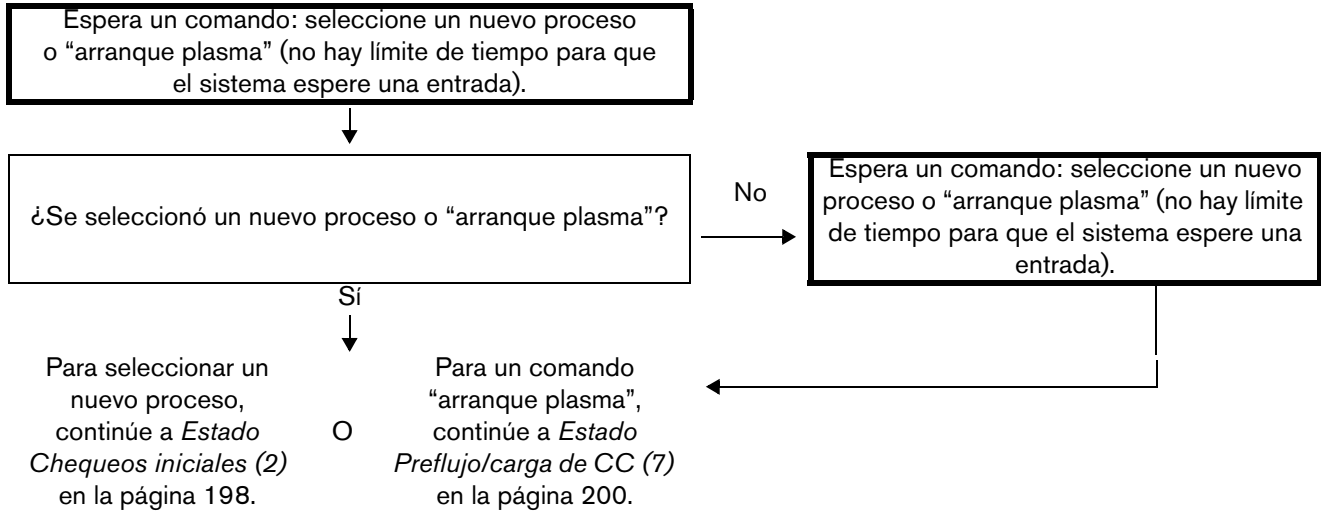 Espera un comando: seleccione un nuevo proceso
o “arranque plasma” (no hay límite de tiempo para que
el sistema espere una entrada).
¿Se seleccionó un nuevo proceso o “arranque plasma”?
No
Espera un comando: seleccione un nuevo
proceso o “arranque plasma” (no hay límite
de tiempo para que el sistema espere una
entrada).
Sí
Para seleccionar un
nuevo proceso,
continúe a Estado
Chequeos iniciales (2)
en la página 198.
O
Para un comando
“arranque plasma”,
continúe a Estado
Preflujo/carga de CC (7)
en la página 200.